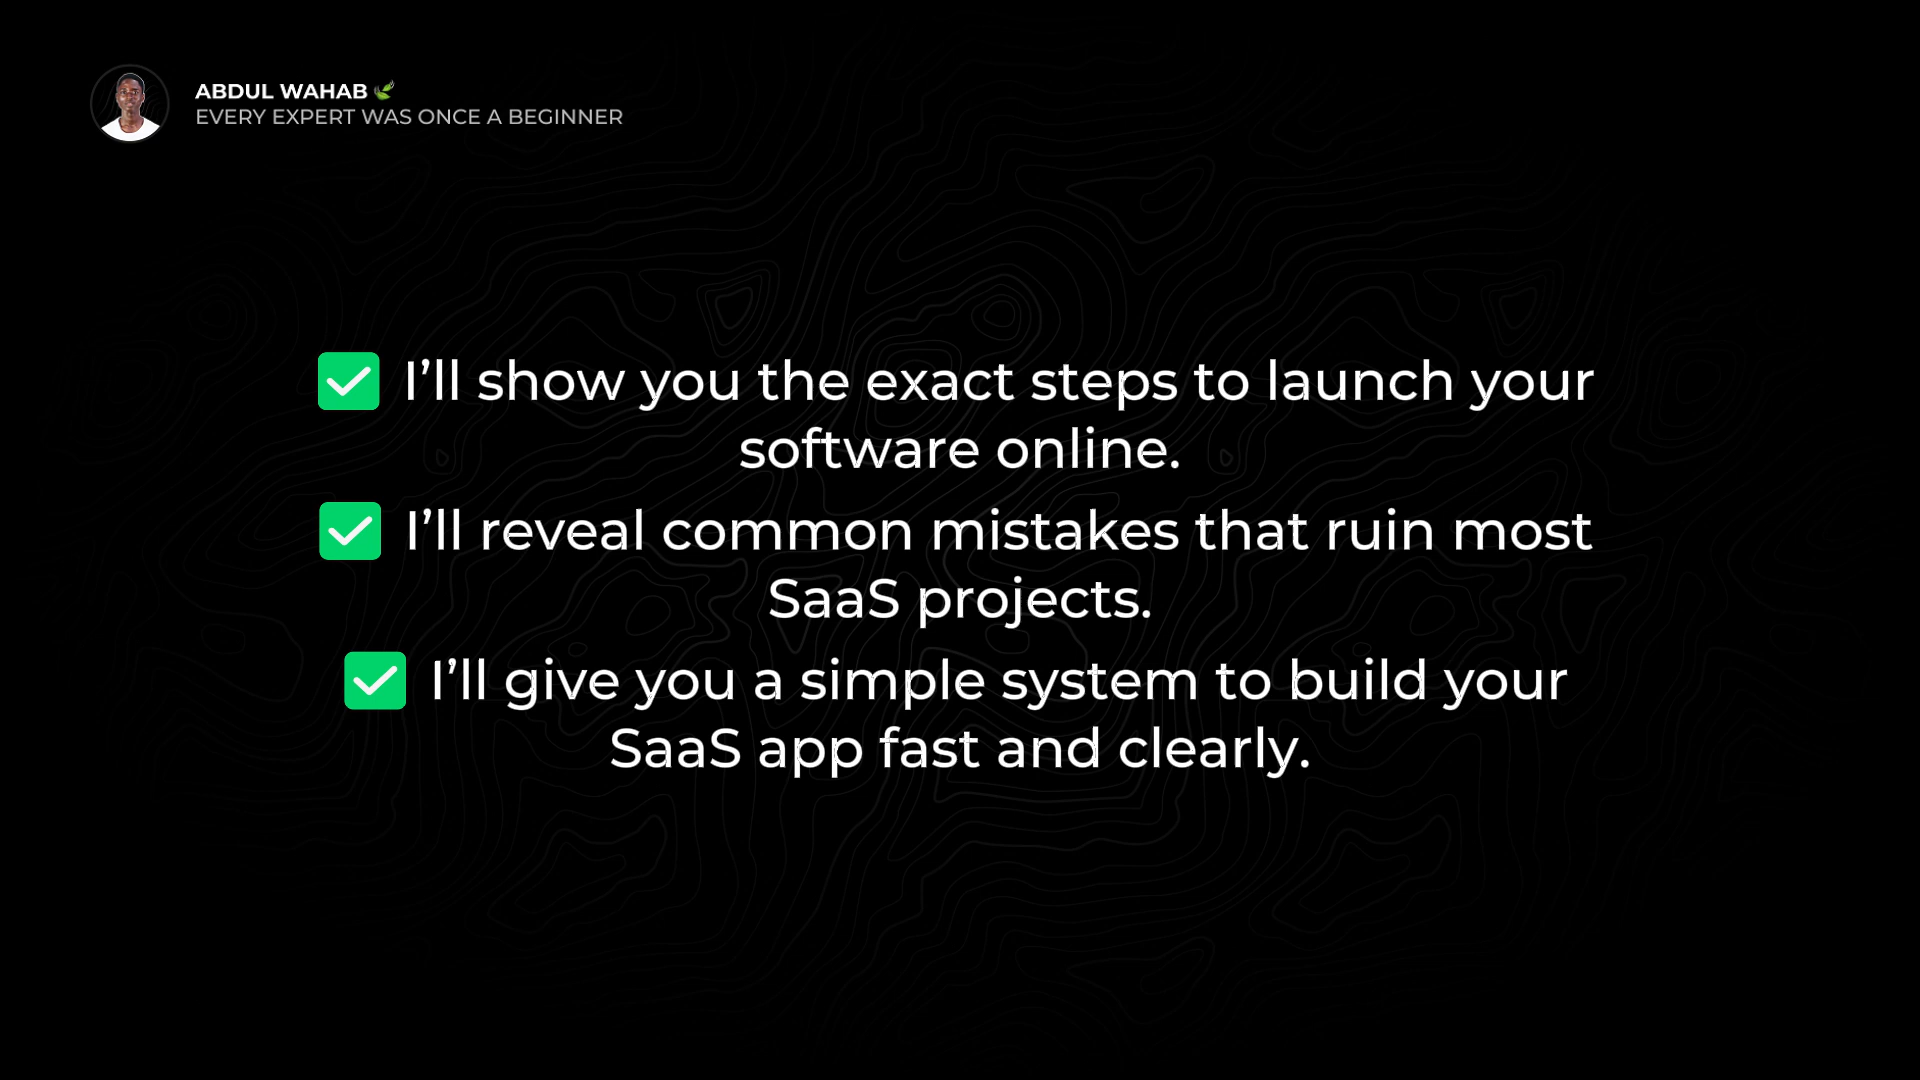 ABDUL WAHAB 🌿
EVERY EXPERT WAS ONCE A BEGINNER
✅ I’ll show you the exact steps to launch your
software online.
✅ I’ll reveal common mistakes that ruin most
SaaS projects.
✅ I’ll give you a simple system to build your
SaaS app fast and clearly.